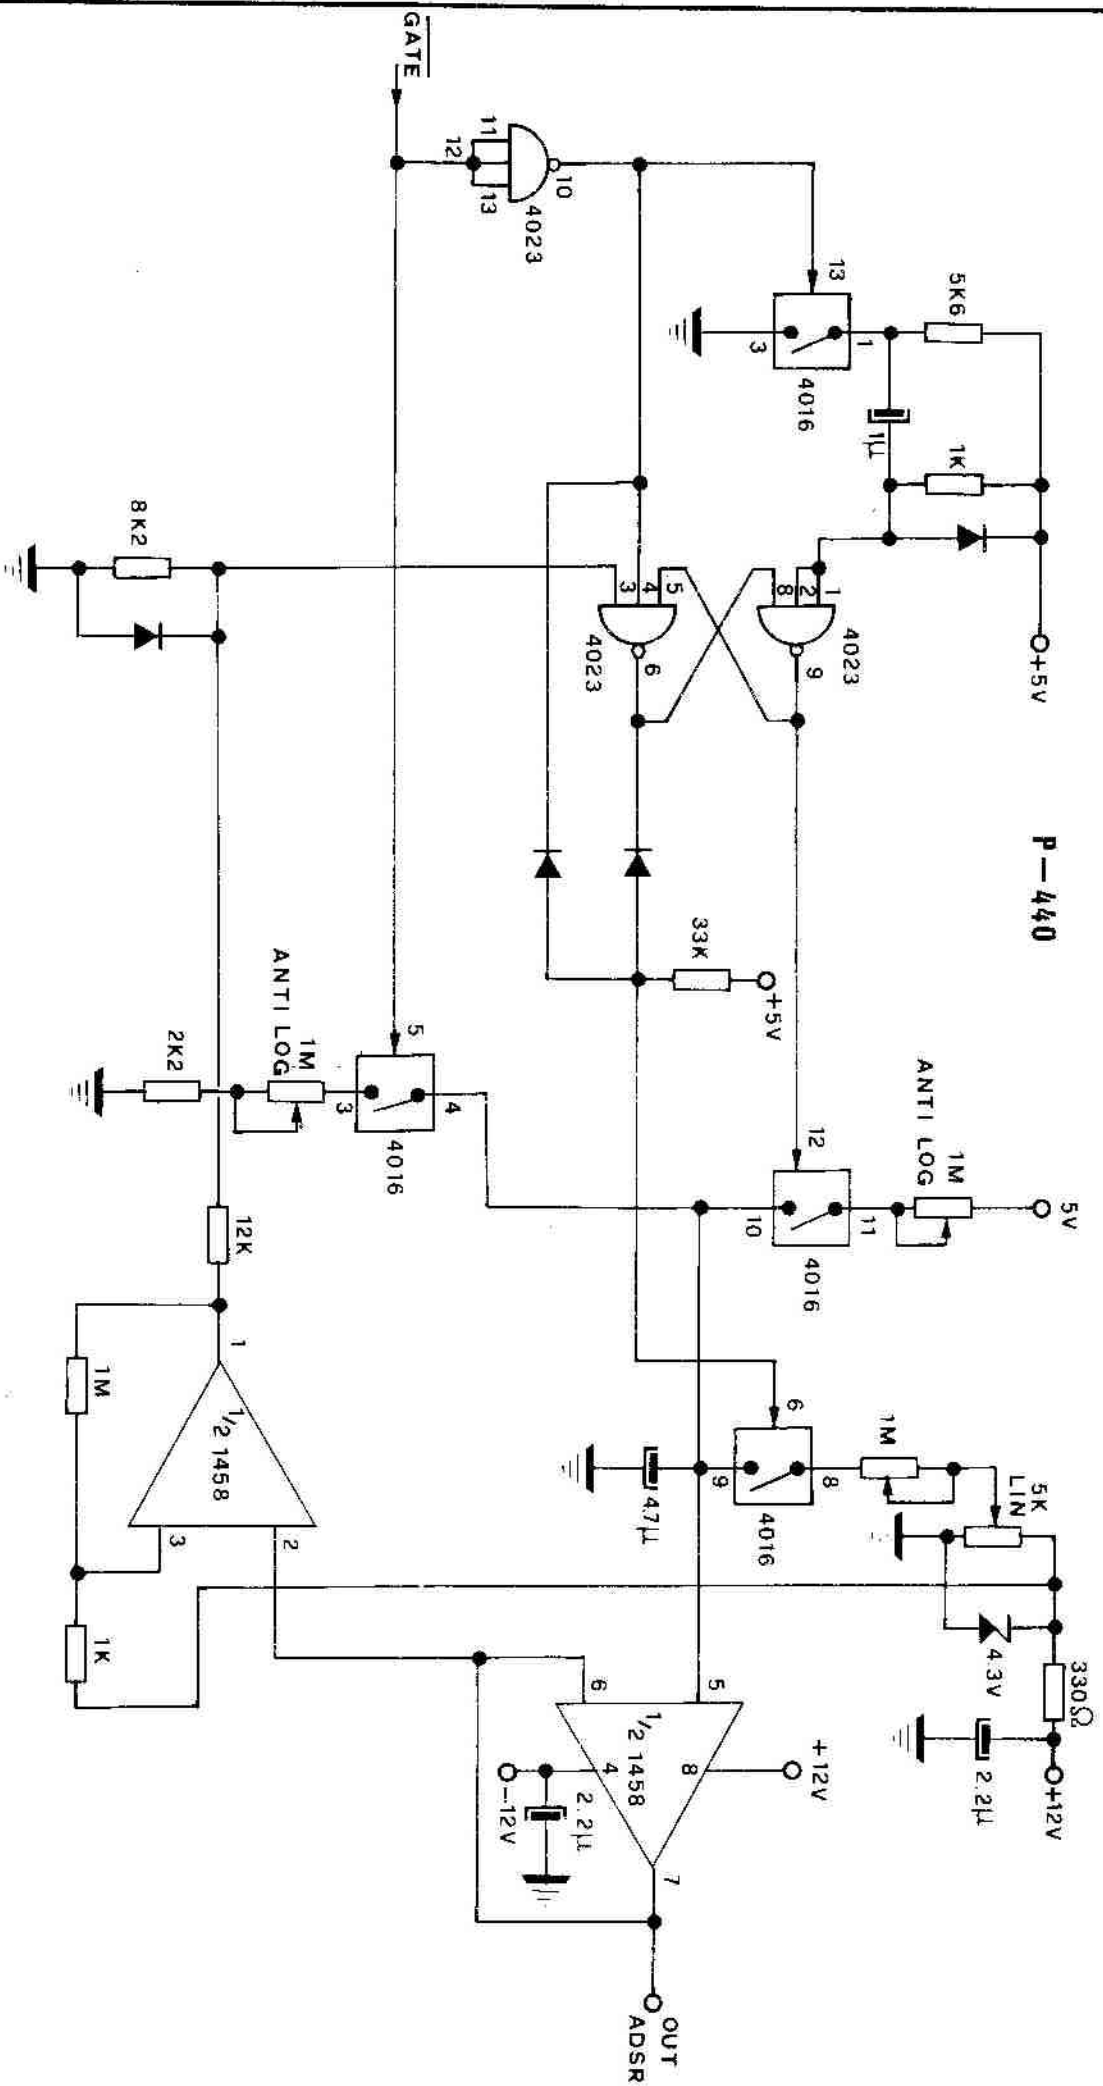 GATE
11
12
13
10
4023
13
3
1
4016
5K6
1µ
1K
+5V
8K2
3
4
5
6
4023
8
2
1
9
4023
P-440
33K
+5V
ANTI LOG
1M
2K2
5
3
4
4016
12
10
11
4016
ANTI LOG
1M
5V
12K
1M
1
1/2 1458
3
2
1K
6
9
8
4016
4.7µ
1M
5K
LIN
4.3V
330Ω
2.2µ
+12V
6
5
1/2 1458
4
8
7
-12V
2.2µ
+12V
OUT
ADSR